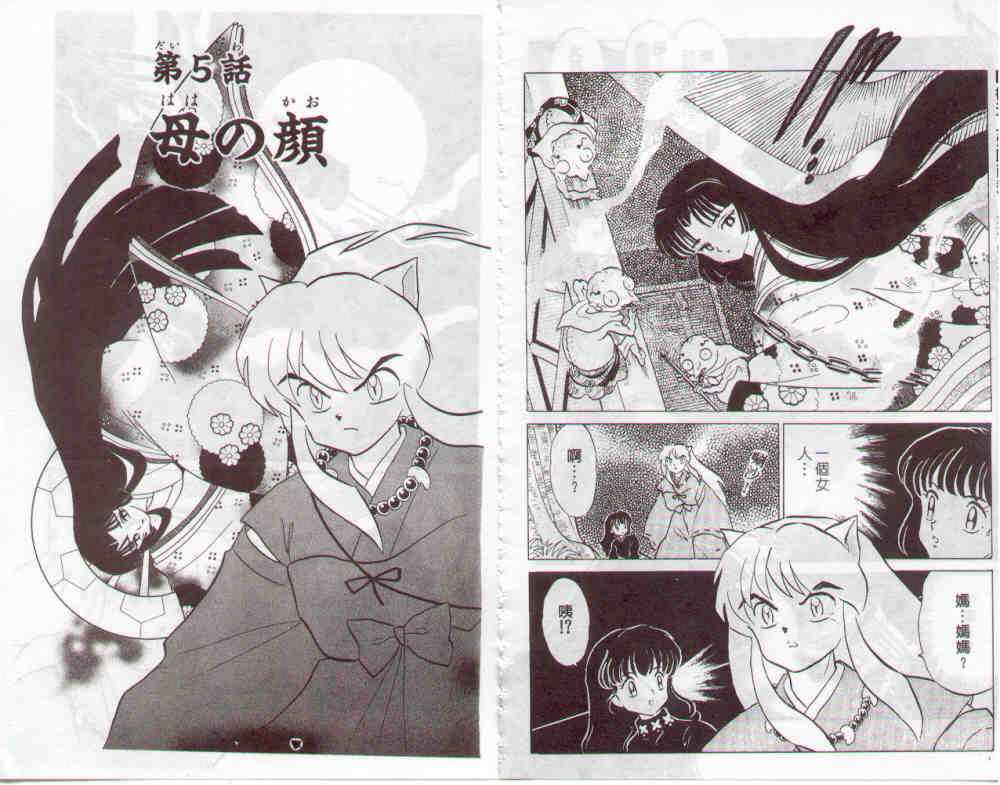 一個女
人…
啊…?
媽…媽媽?
咦!?
だい わ
第5話
はは かお
母の顔